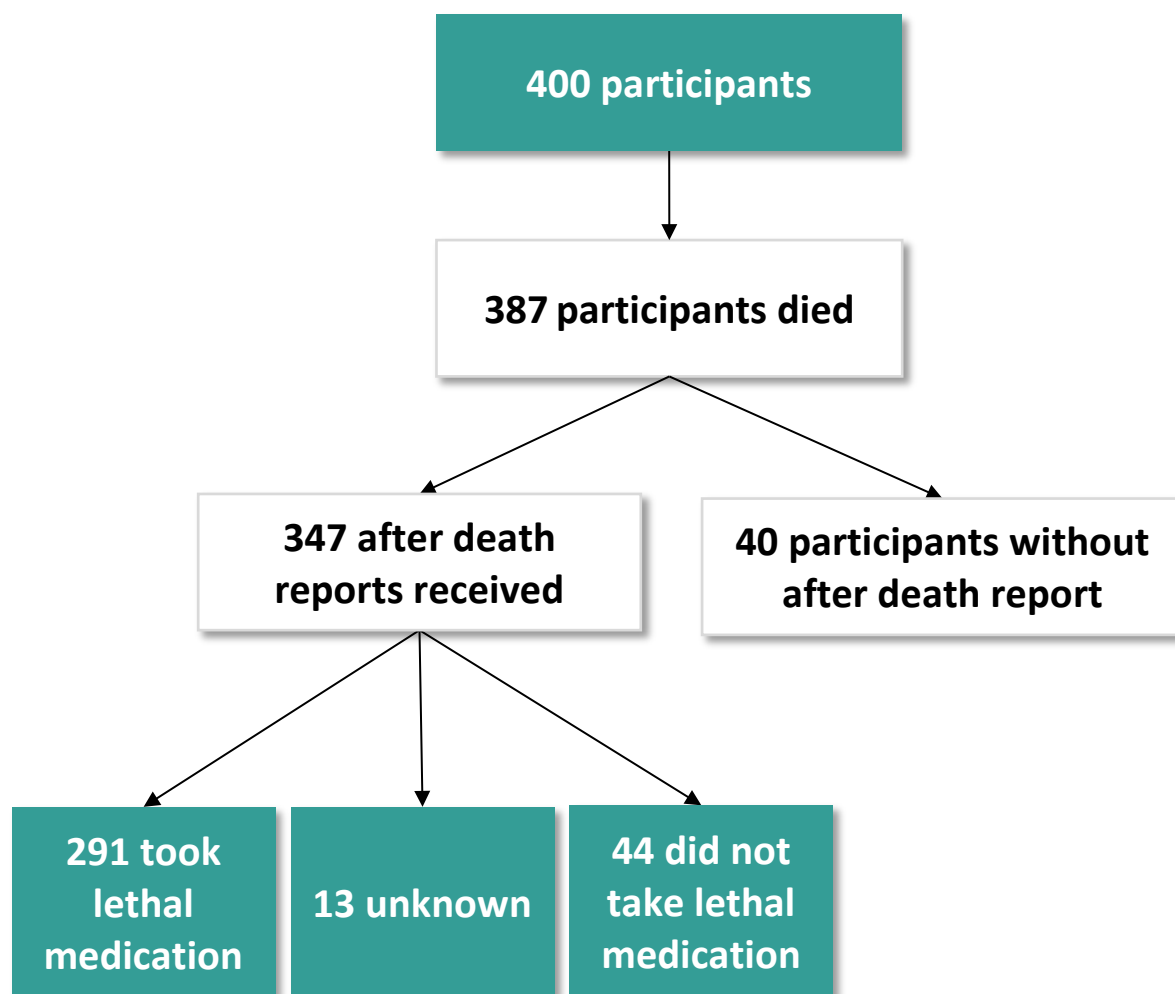 400 participants
387 participants died
347 after death
reports received
40 participants without
after death report
291 took
lethal
medication
13 unknown
44 did not
take lethal
medication